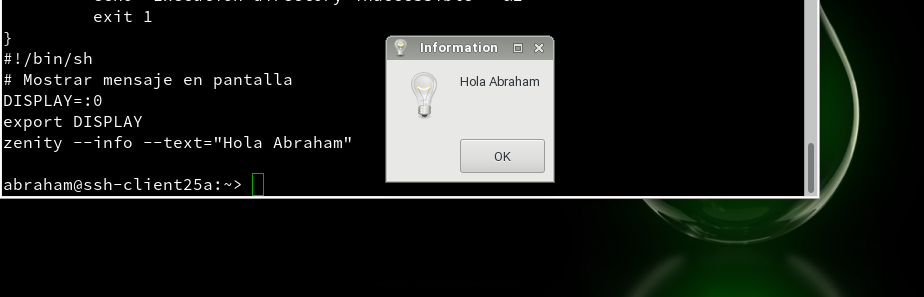 exit 1
}
#!/bin/sh
# Mostrar mensaje en pantalla
DISPLAY=:0
export DISPLAY
zenity --info --text="Hola Abraham"
abraham@ssh-client25a:~>
Information
Hola Abraham
OK